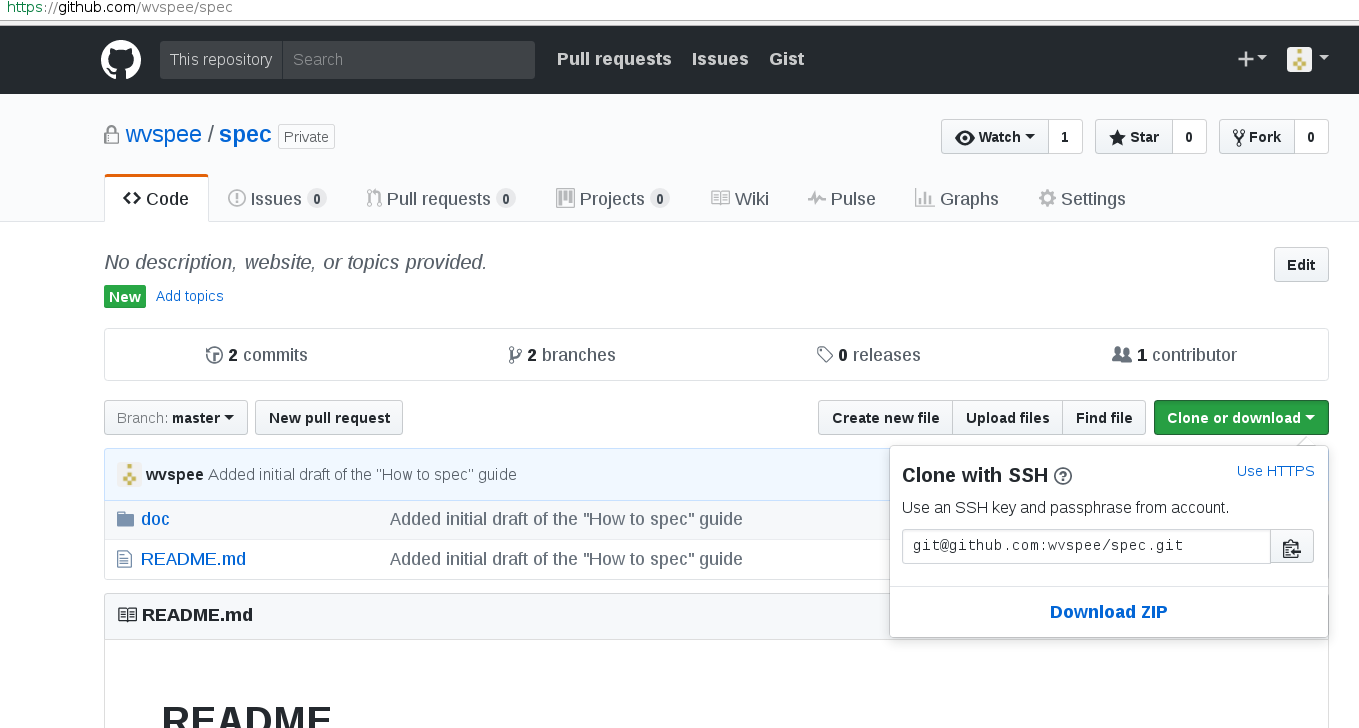 https://github.com/wvspee/spec
This repository Search Pull requests Issues Gist
wvspee / spec Private Watch 1 Star 0 Fork 0
Code Issues 0 Pull requests 0 Projects 0 Wiki Pulse Graphs Settings
No description, website, or topics provided. Edit
New Add topics
2 commits 2 branches 0 releases 1 contributor
Branch: master New pull request Create new file Upload files Find file Clone or download
wvspee Added initial draft of the "How to spec" guide
doc Added initial draft of the "How to spec" guide
README.md Added initial draft of the "How to spec" guide
Clone with SSH Use HTTPS
Use an SSH key and passphrase from account.
git@github.com:wvspee/spec.git
Download ZIP
README.md
README